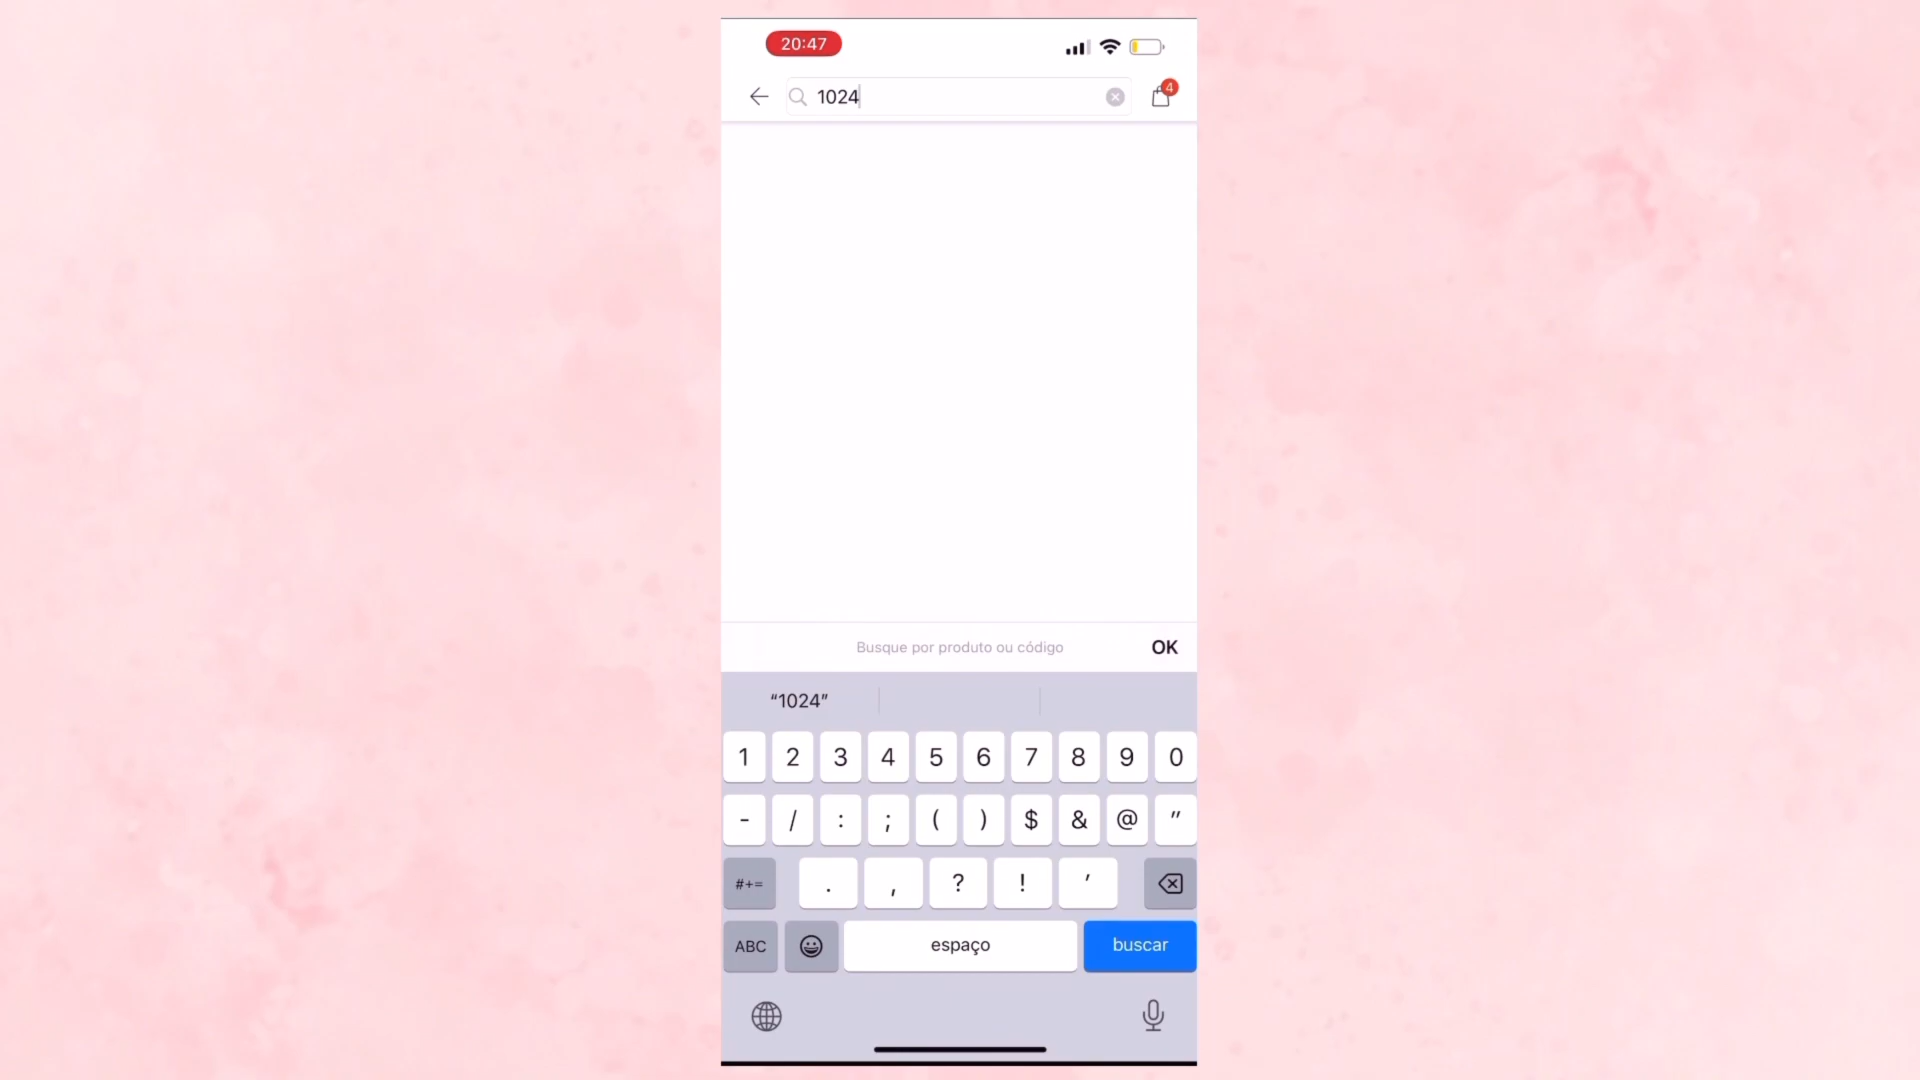 20:47
1024
4
Busque por produto ou código
OK
“1024”
1 2 3 4 5 6 7 8 9 0
- / : ; ( ) $ & @ "
#+= . , ? ! ’
ABC espaço buscar